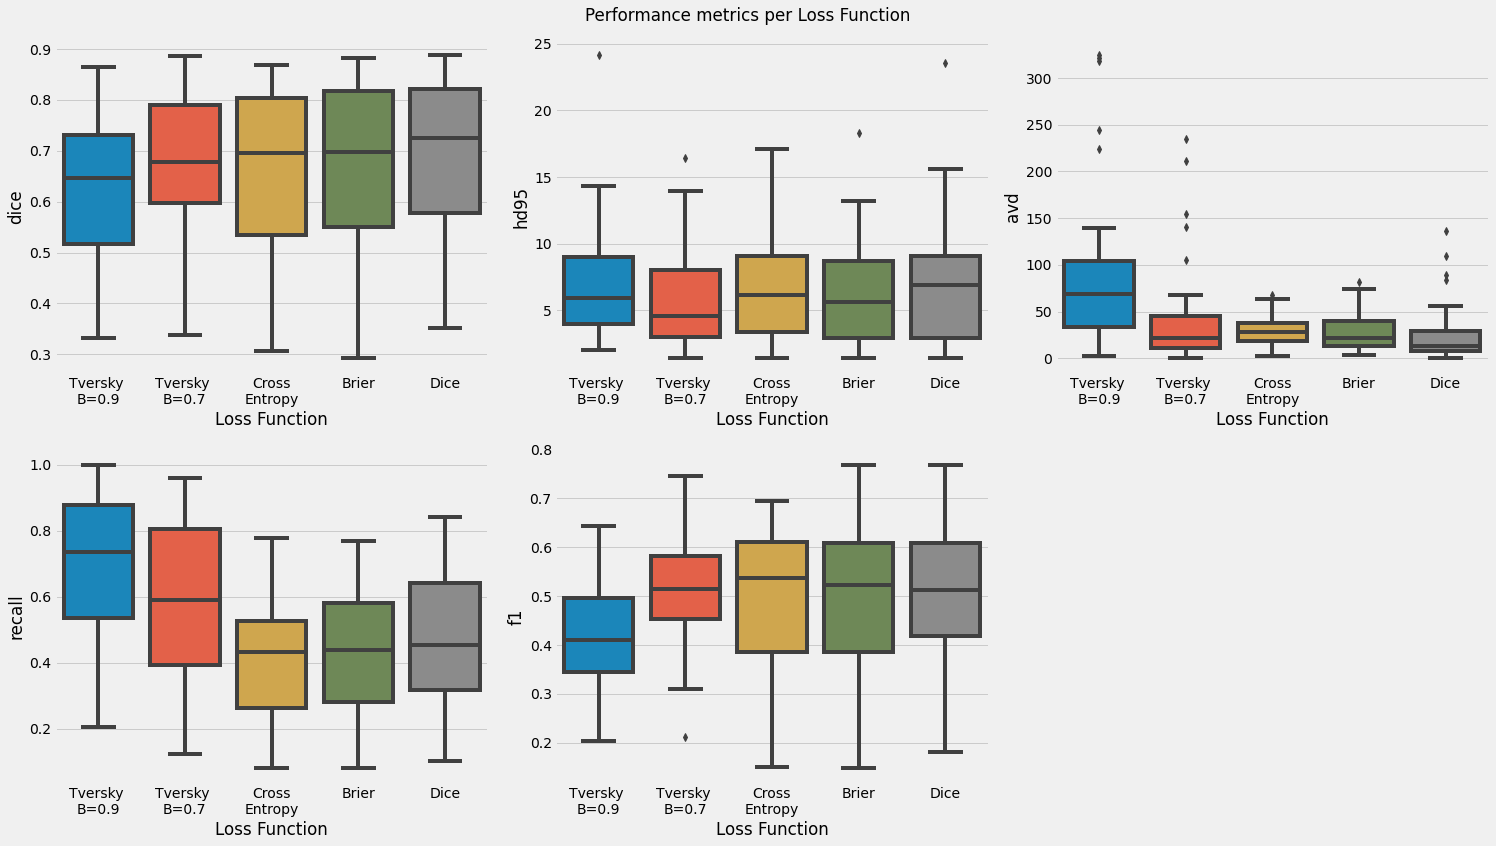 Performance metrics per Loss Function
dice
0.9
0.8
0.7
0.6
0.5
0.4
0.3
Tversky B=0.9
Tversky B=0.7
Cross Entropy
Brier
Dice
Loss Function
hd95
25
20
15
10
5
Tversky B=0.9
Tversky B=0.7
Cross Entropy
Brier
Dice
Loss Function
avd
300
250
200
150
100
50
0
Tversky B=0.9
Tversky B=0.7
Cross Entropy
Brier
Dice
Loss Function
recall
1.0
0.8
0.6
0.4
0.2
Tversky B=0.9
Tversky B=0.7
Cross Entropy
Brier
Dice
Loss Function
f1
0.8
0.7
0.6
0.5
0.4
0.3
0.2
Tversky B=0.9
Tversky B=0.7
Cross Entropy
Brier
Dice
Loss Function